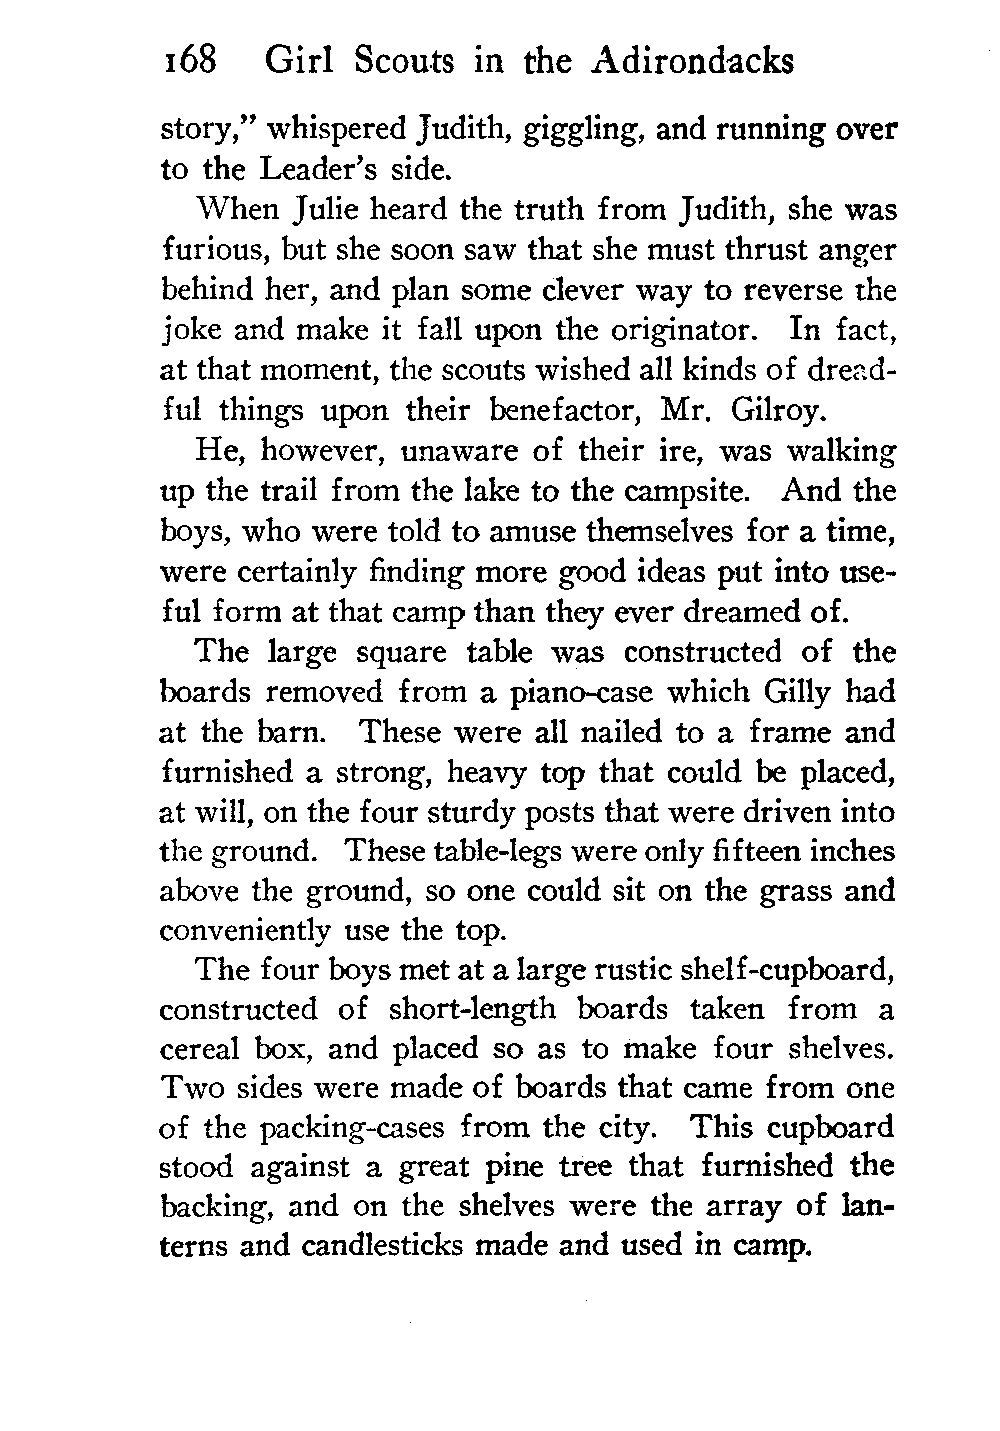 168 Girl Scouts in the Adirondacks
story,” whispered Judith, giggling, and running over
to the Leader’s side.
When Julie heard the truth from Judith, she was
furious, but she soon saw that she must thrust anger
behind her, and plan some clever way to reverse the
joke and make it fall upon the originator. In fact,
at that moment, the scouts wished all kinds of dread-
ful things upon their benefactor, Mr. Gilroy.
He, however, unaware of their ire, was walking
up the trail from the lake to the campsite. And the
boys, who were told to amuse themselves for a time,
were certainly finding more good ideas put into use-
ful form at that camp than they ever dreamed of.
The large square table was constructed of the
boards removed from a piano-case which Gilly had
at the barn. These were all nailed to a frame and
furnished a strong, heavy top that could be placed,
at will, on the four sturdy posts that were driven into
the ground. These table-legs were only fifteen inches
above the ground, so one could sit on the grass and
conveniently use the top.
The four boys met at a large rustic shelf-cupboard,
constructed of short-length boards taken from a
cereal box, and placed so as to make four shelves.
Two sides were made of boards that came from one
of the packing-cases from the city. This cupboard
stood against a great pine tree that furnished the
backing, and on the shelves were the array of lan-
terns and candlesticks made and used in camp.